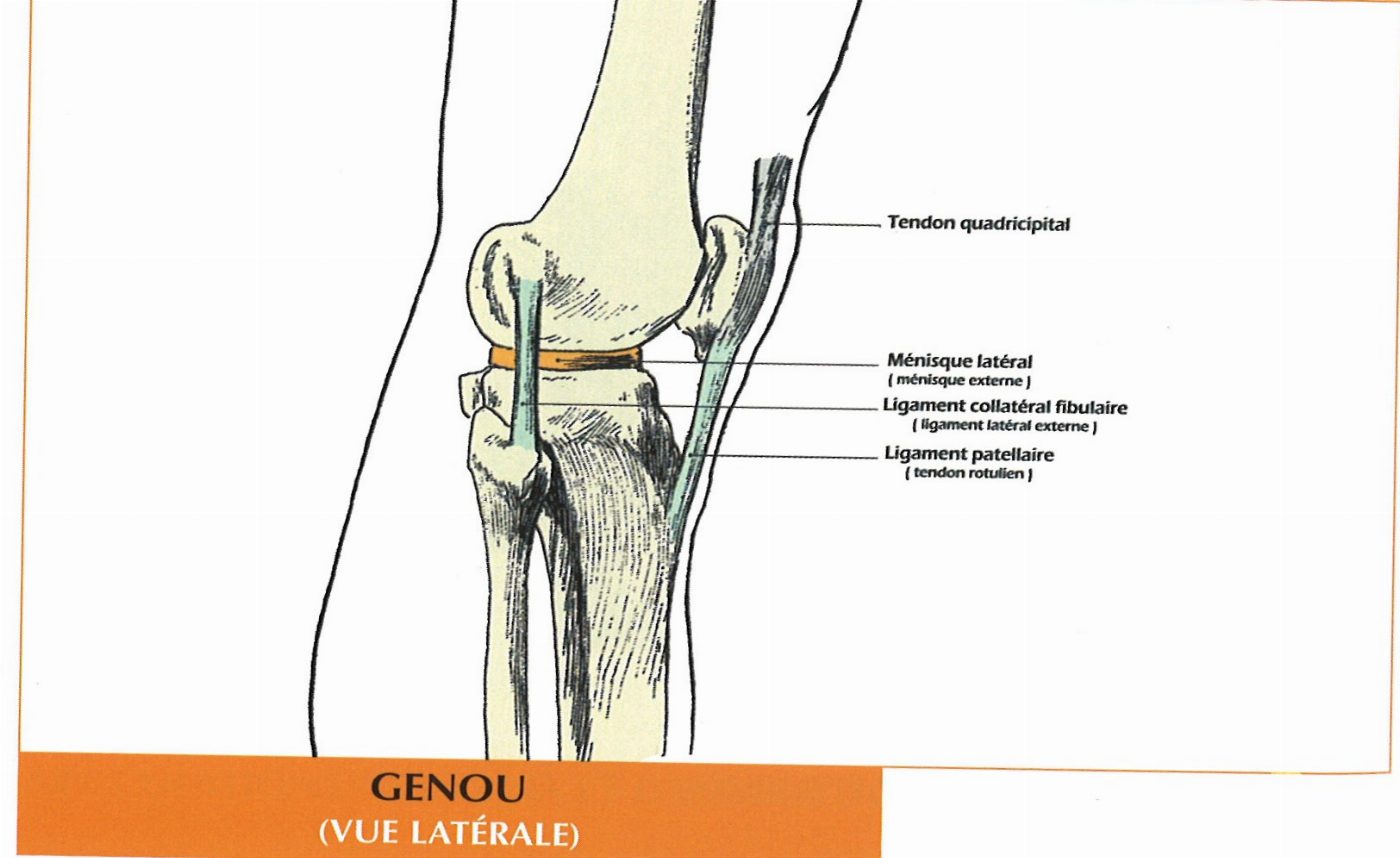 Tendon quadricipital
Ménisque latéral
( ménisque externe )
Ligament collatéral fibulaire
( ligament latéral externe )
Ligament patellaire
( tendon rotulien )
GENOU
(VUE LATÉRALE)